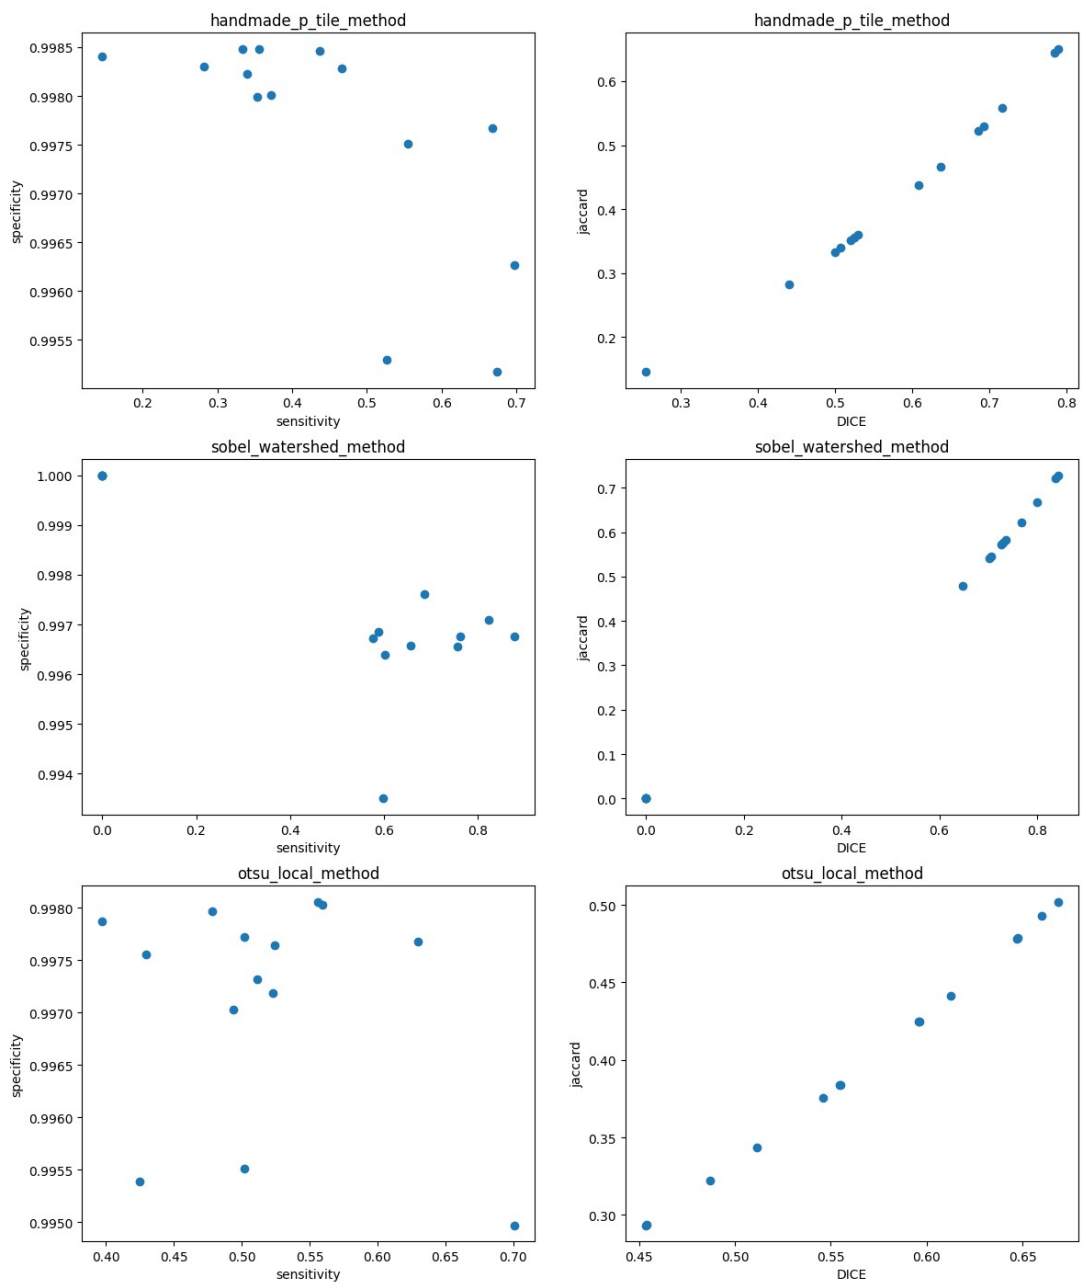 handmade_p_tile_method
0.9985
0.9980
0.9975
0.9970
0.9965
0.9960
0.9955
specificity
0.2 0.3 0.4 0.5 0.6 0.7
sensitivity
handmade_p_tile_method
0.6
0.5
0.4
0.3
0.2
jaccard
0.3 0.4 0.5 0.6 0.7 0.8
DICE
sobel_watershed_method
1.000
0.999
0.998
0.997
0.996
0.995
0.994
specificity
0.0 0.2 0.4 0.6 0.8
sensitivity
sobel_watershed_method
0.7
0.6
0.5
0.4
0.3
0.2
0.1
0.0
jaccard
0.0 0.2 0.4 0.6 0.8
DICE
otsu_local_method
0.9980
0.9975
0.9970
0.9965
0.9960
0.9955
0.9950
specificity
0.40 0.45 0.50 0.55 0.60 0.65 0.70
sensitivity
otsu_local_method
0.50
0.45
0.40
0.35
0.30
jaccard
0.45 0.50 0.55 0.60 0.65
DICE